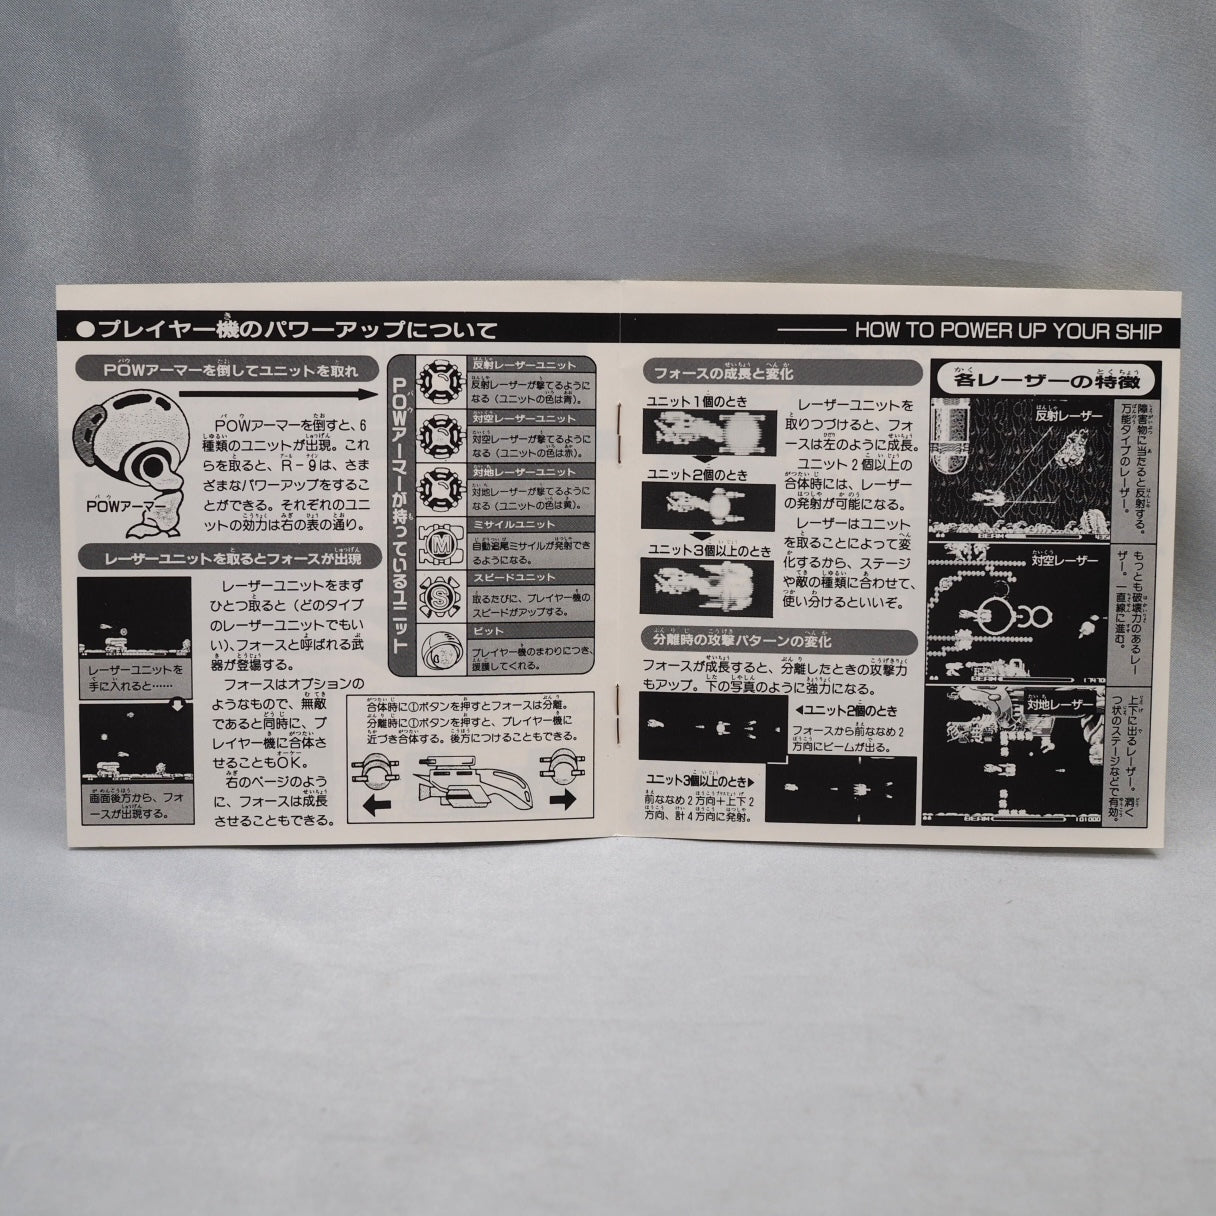 ●プレイヤー機のパワーアップについて
POWアーマーを倒してユニットを取れ
POWアーマーを倒すと、6
種類のユニットが出現。これ
らを取ると、R-9は、さま
ざまなパワーアップをするこ
とができる。それぞれのユニ
ットの効力は右の表の通り。
POWアーマー
レーザーユニットを取るとフォースが出現
レーザーユニットを
手に入れると……
画面後方から、フォ
ースが出現する。
レーザーユニットをまず
ひとつ取ると(どのタイプ
のレーザーユニットでもい
い)、フォースと呼ばれる武
器が登場する。
フォースはオプションの
ようなもので、無敵
であると同時に、プ
レイヤー機に合体さ
せることもOK。
右のページのよう
に、フォースは成長
させることもできる。
POWアーマーが持っているユニット
反射レーザーユニット
反射レーザーが撃てるように
なる(ユニットの色は青)。
対空レーザーユニット
対空レーザーが撃てるように
なる(ユニットの色は赤)。
対地レーザーユニット
対地レーザーが撃てるように
なる(ユニットの色は黄)。
M
ミサイルユニット
自動追尾ミサイルが発射でき
るようになる。
S
スピードユニット
取るたびに、プレイヤー機の
スピードがアップする。
ビット
プレイヤー機のまわりにつき、
援護してくれる。
合体時に①ボタンを押すとフォースは分離。
分離時に①ボタンを押すと、プレイヤー機に
近づき合体する。後方につけることもできる。
HOW TO POWER UP YOUR SHIP
フォースの成長と変化
ユニット1個のとき
ユニット2個のとき
ユニット3個以上のとき
レーザーユニットを
取りつづけると、フォ
ースは左のように成長。
ユニット2個以上の
合体時には、レーザー
の発射が可能になる。
レーザーはユニット
を取ることによって変
化するから、ステージ
や敵の種類に合わせて、
使い分けるといいぞ。
分離時の攻撃パターンの変化
フォースが成長すると、分離したときの攻撃力
もアップ。下の写真のように強力になる。
◀ユニット2個のとき
フォースから前ななめ2
方向にビームが出る。
ユニット3個以上のとき▶
前ななめ2方向+上下2
方向、計4方向に発射。
各レーザーの特徴
反射レーザー
障害物に当たると反射する。
万能タイプのレーザー。
BEAM
対空レーザー
もっとも破壊力のあるレー
ザー。一直線に進む。
対地レーザー
上下に出るレーザー。洞く
つ状のステージなどで有効。
BEAM